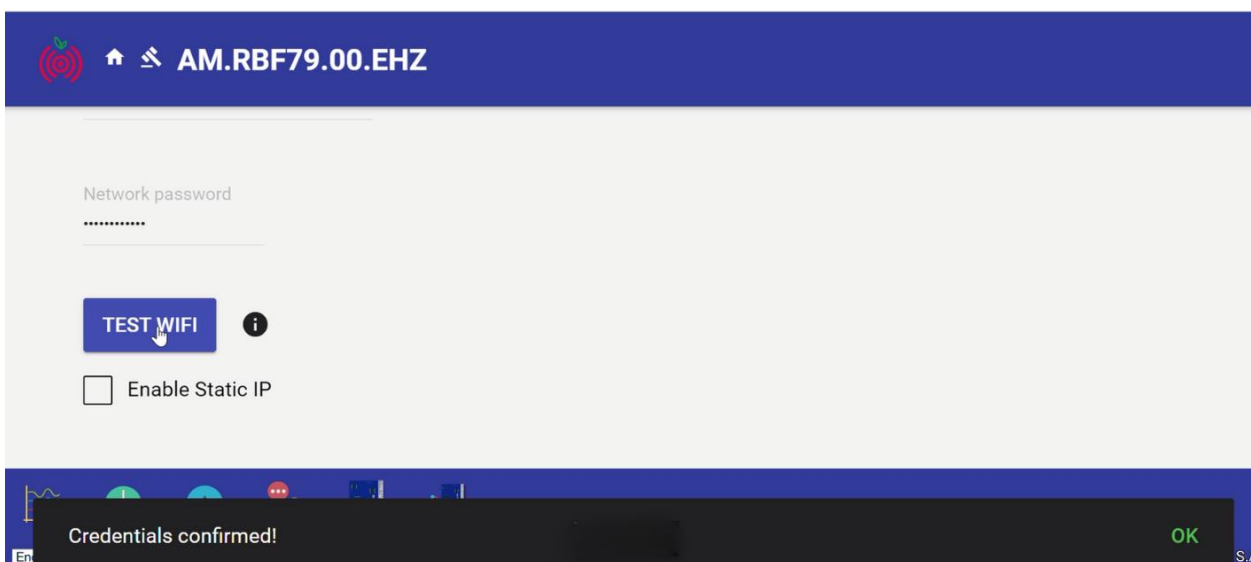 AM.RBF79.00.EHZ
Network password
••••••••••••
TEST WIFI
Enable Static IP
Credentials confirmed!
OK